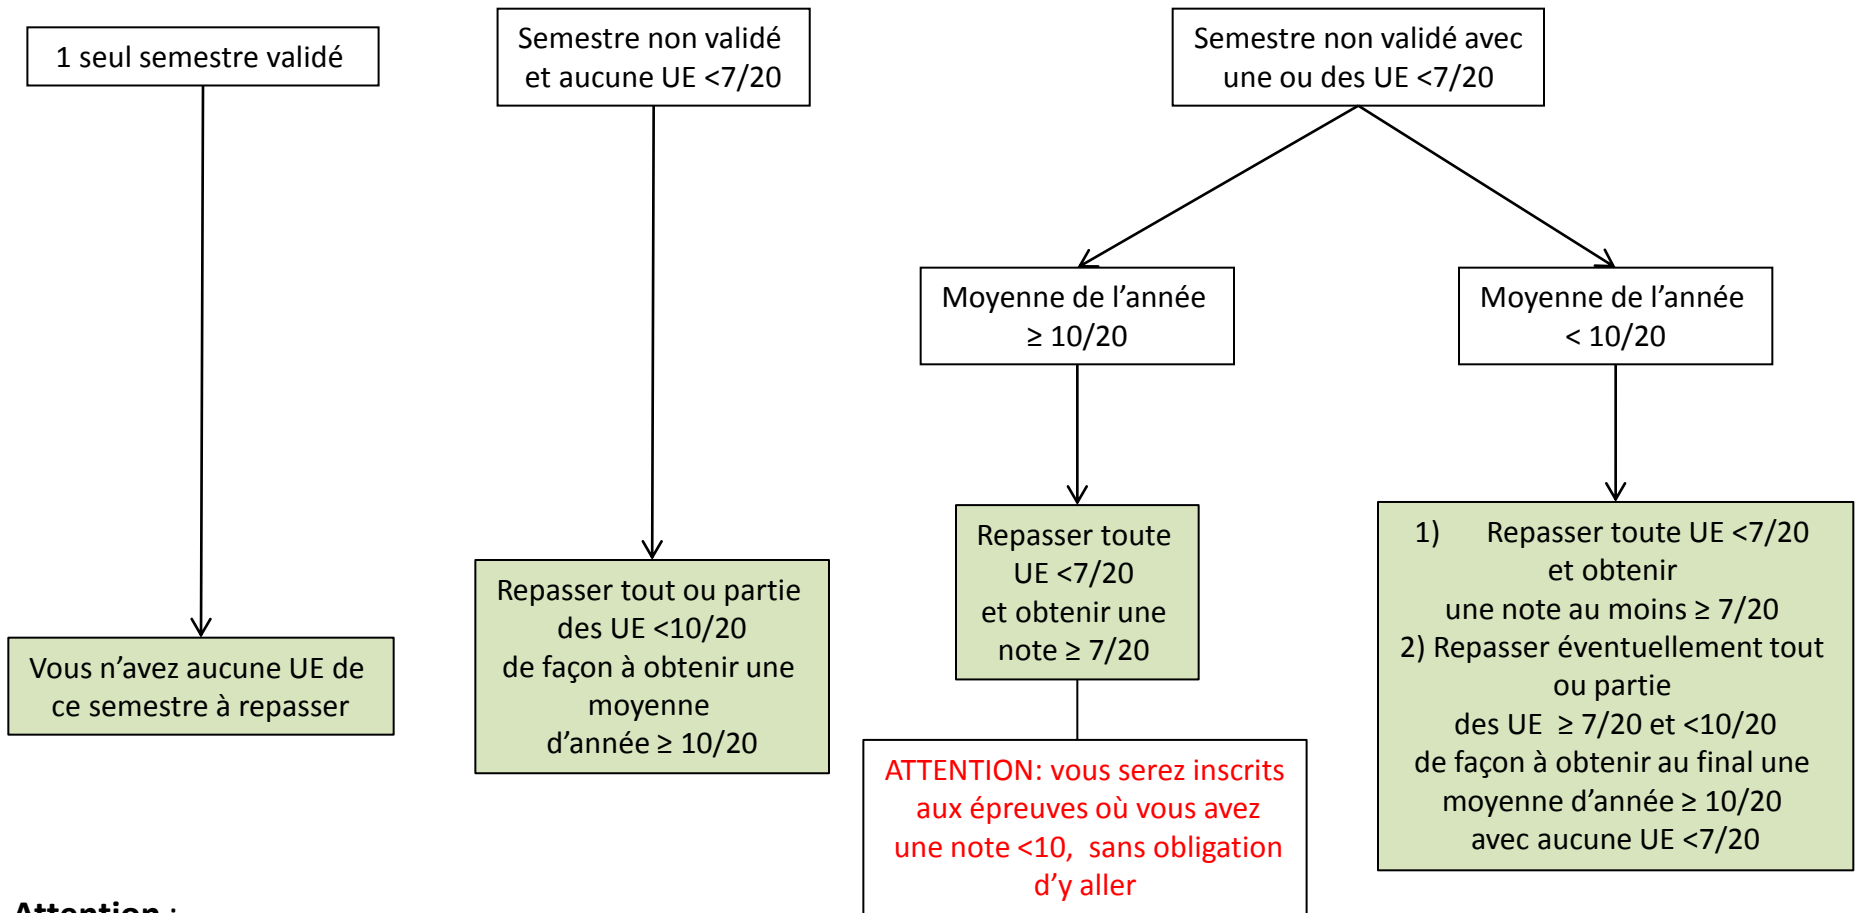 1 seul semestre validé
Semestre non validé
et aucune UE <7/20
Semestre non validé avec
une ou des UE <7/20
Moyenne de l’année
≥ 10/20
Moyenne de l’année
< 10/20
Vous n’avez aucune UE de
ce semestre à repasser
Repasser tout ou partie
des UE <10/20
de façon à obtenir une
moyenne
d’année ≥ 10/20
Repasser toute
UE <7/20
et obtenir une
note ≥ 7/20
1) Repasser toute UE <7/20
et obtenir
une note au moins ≥ 7/20
2) Repasser éventuellement tout
ou partie
des UE ≥ 7/20 et <10/20
de façon à obtenir au final une
moyenne d’année ≥ 10/20
avec aucune UE <7/20
ATTENTION: vous serez inscrits
aux épreuves où vous avez
une note <10, sans obligation
d’y aller
Attention :